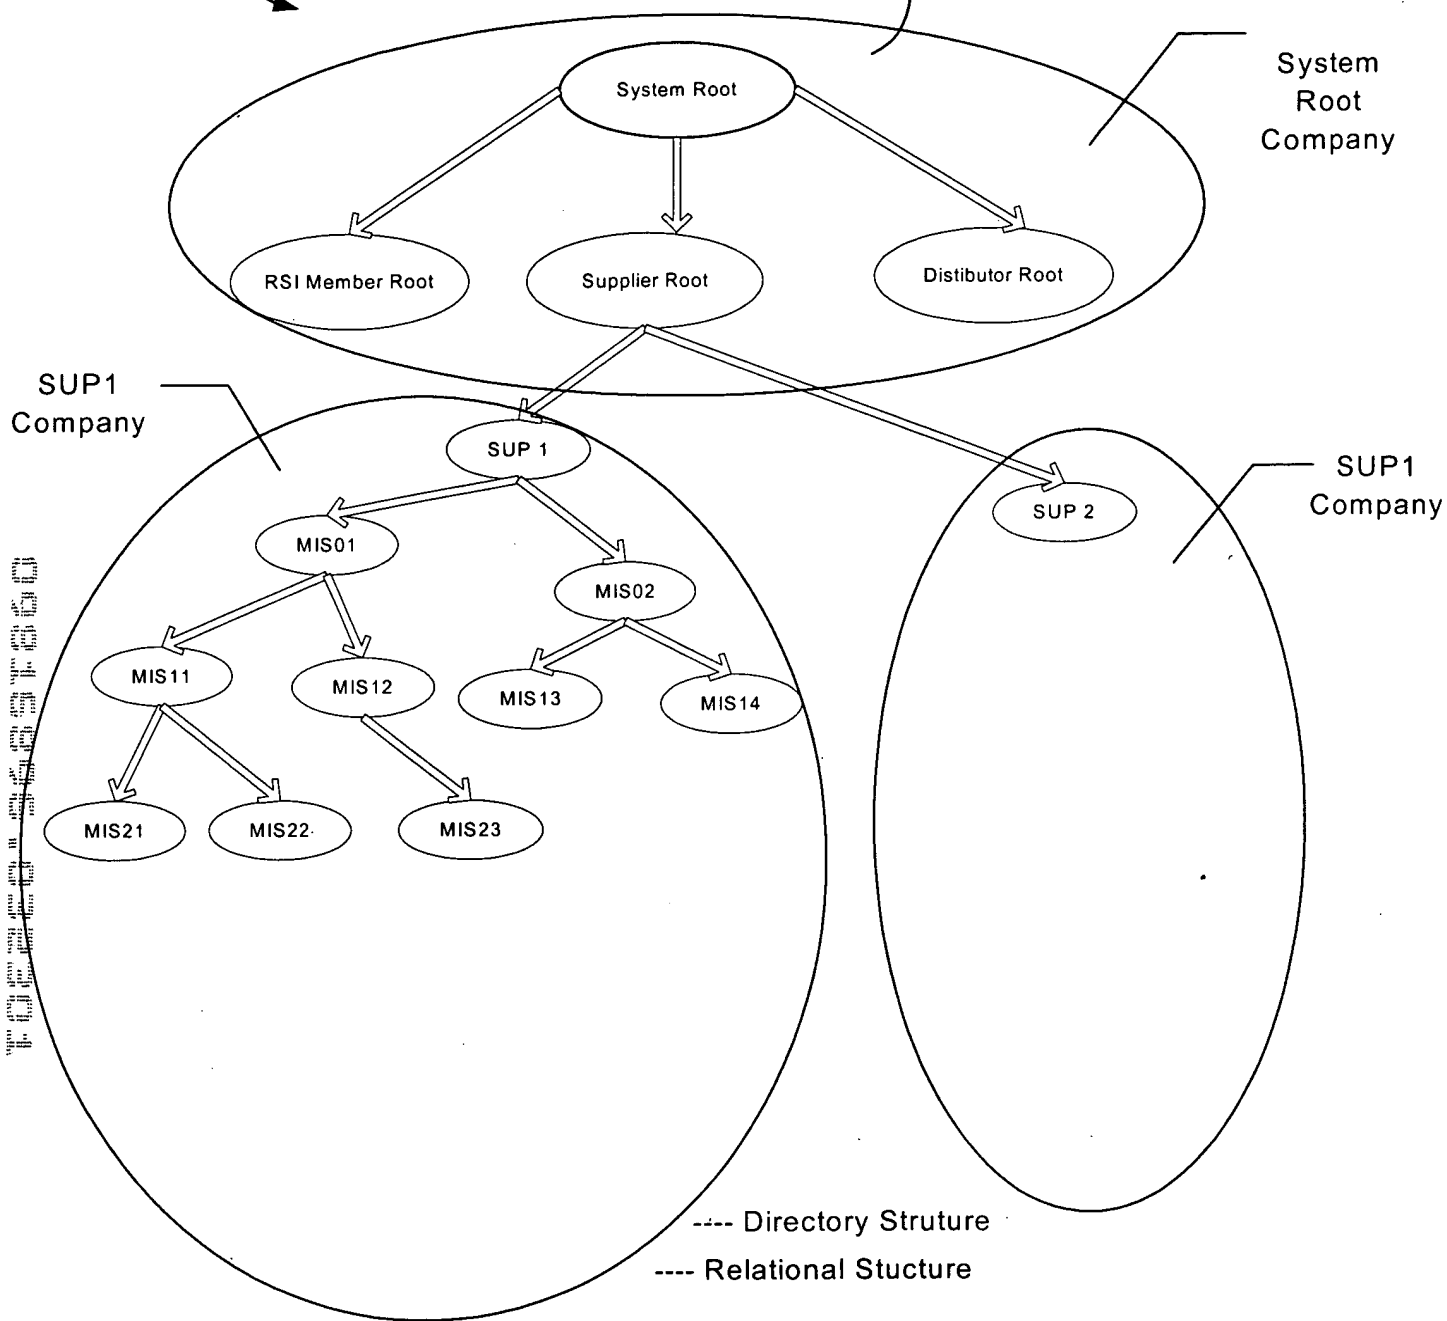 System Root
System
Root
Company
RSI Member Root
Supplier Root
Distibutor Root
SUP1
Company
SUP 1
SUP1
Company
SUP 2
MIS01
MIS02
MIS11
MIS12
MIS13
MIS14
MIS21
MIS22
MIS23
---- Directory Struture
---- Relational Stucture